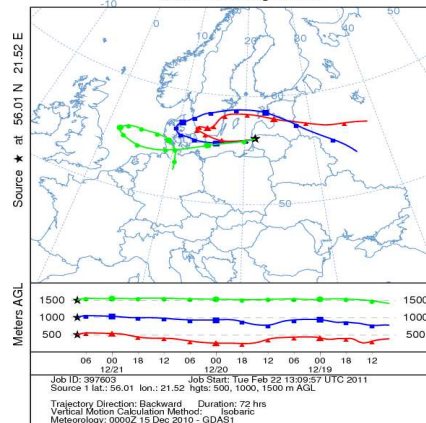 -10 0 20 30 40 50 60
50
Source ★ at 56.01 N 21.52 E
Meters AGL
1500 1500
1000 1000
500 500
06 00 18 12 06 00 18 12 06 00 18 12
12/21 12/20 12/19
Job ID: 397603 Job Start: Tue Feb 22 13:09:57 UTC 2011
Source 1 lat.: 56.01 lon.: 21.52 hgts: 500, 1000, 1500 m AGL
Trajectory Direction: Backward Duration: 72 hrs
Vertical Motion Calculation Method: Isobaric
Meteorology: 0000Z 15 Dec 2010 - GDAS1